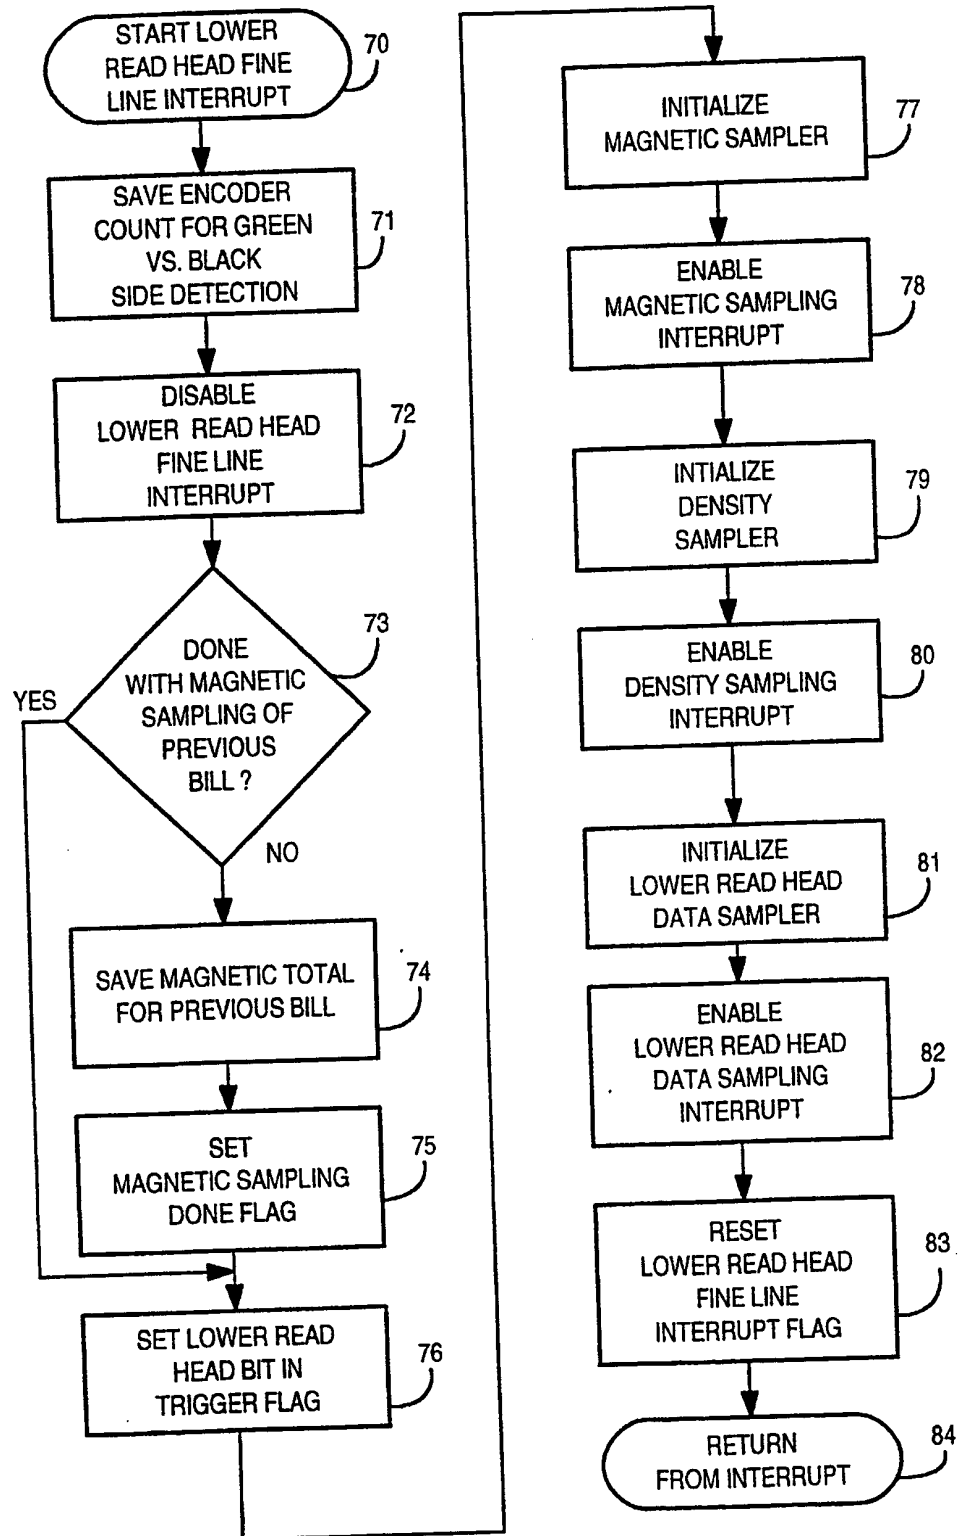 START LOWER
READ HEAD FINE
LINE INTERRUPT
70
SAVE ENCODER
COUNT FOR GREEN
VS. BLACK
SIDE DETECTION
71
DISABLE
LOWER READ HEAD
FINE LINE
INTERRUPT
72
DONE
WITH MAGNETIC
SAMPLING OF
PREVIOUS
BILL ?
73
YES
NO
SAVE MAGNETIC TOTAL
FOR PREVIOUS BILL
74
SET
MAGNETIC SAMPLING
DONE FLAG
75
SET LOWER READ
HEAD BIT IN
TRIGGER FLAG
76
INITIALIZE
MAGNETIC SAMPLER
77
ENABLE
MAGNETIC SAMPLING
INTERRUPT
78
INTIALIZE
DENSITY
SAMPLER
79
ENABLE
DENSITY SAMPLING
INTERRUPT
80
INITIALIZE
LOWER READ HEAD
DATA SAMPLER
81
ENABLE
LOWER READ HEAD
DATA SAMPLING
INTERRUPT
82
RESET
LOWER READ HEAD
FINE LINE
INTERRUPT FLAG
83
RETURN
FROM INTERRUPT
84